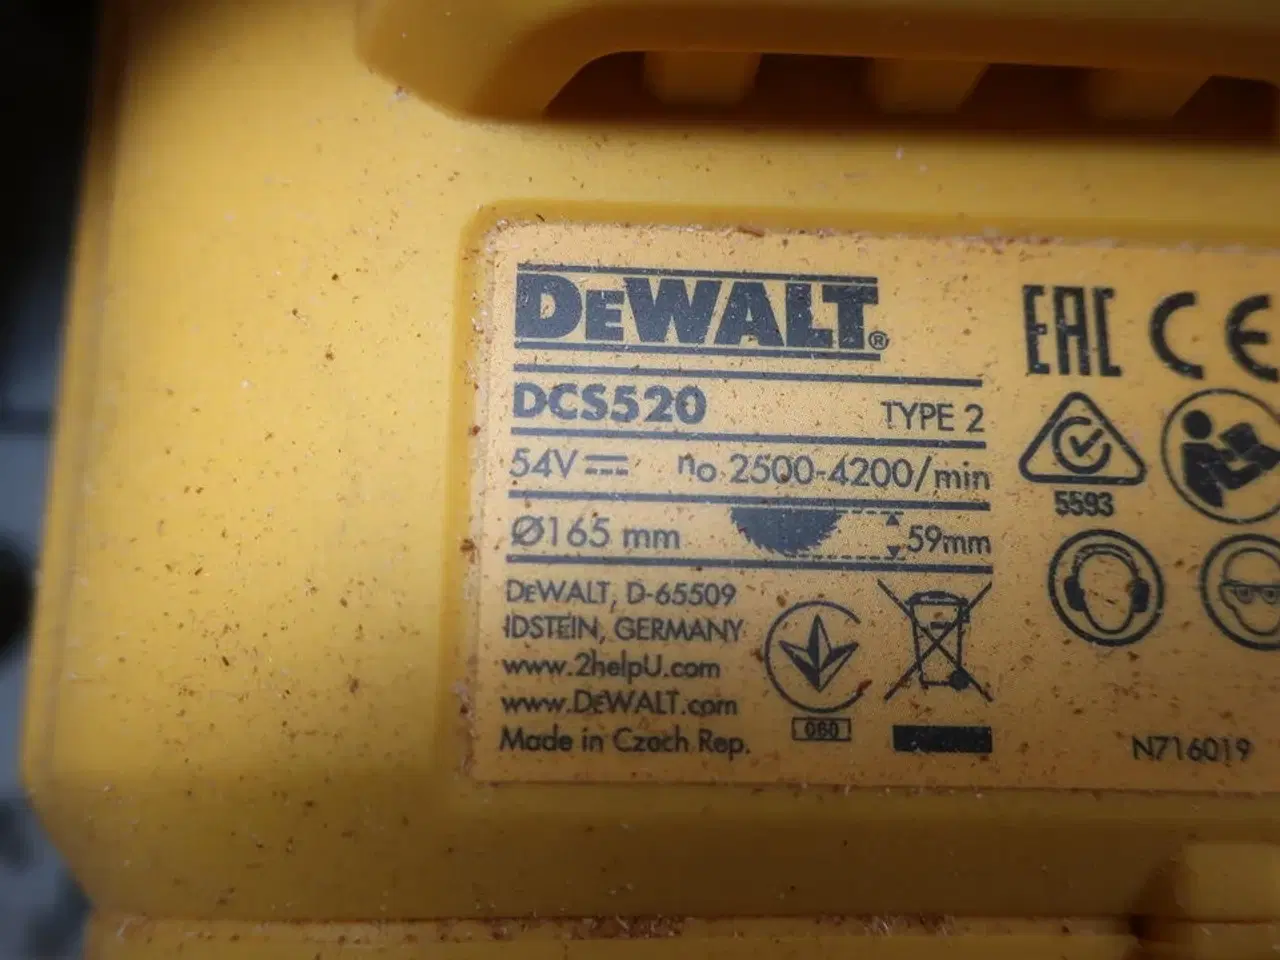 DEWALT®
DCS520 TYPE 2
54V n₀ 2500-4200/min
Ø165 mm 59mm
DEWALT, D-65509
IDSTEIN, GERMANY
www.2helpU.com
www.DEWALT.com
Made in Czech Rep.
EAC CE
5593
080
N716019